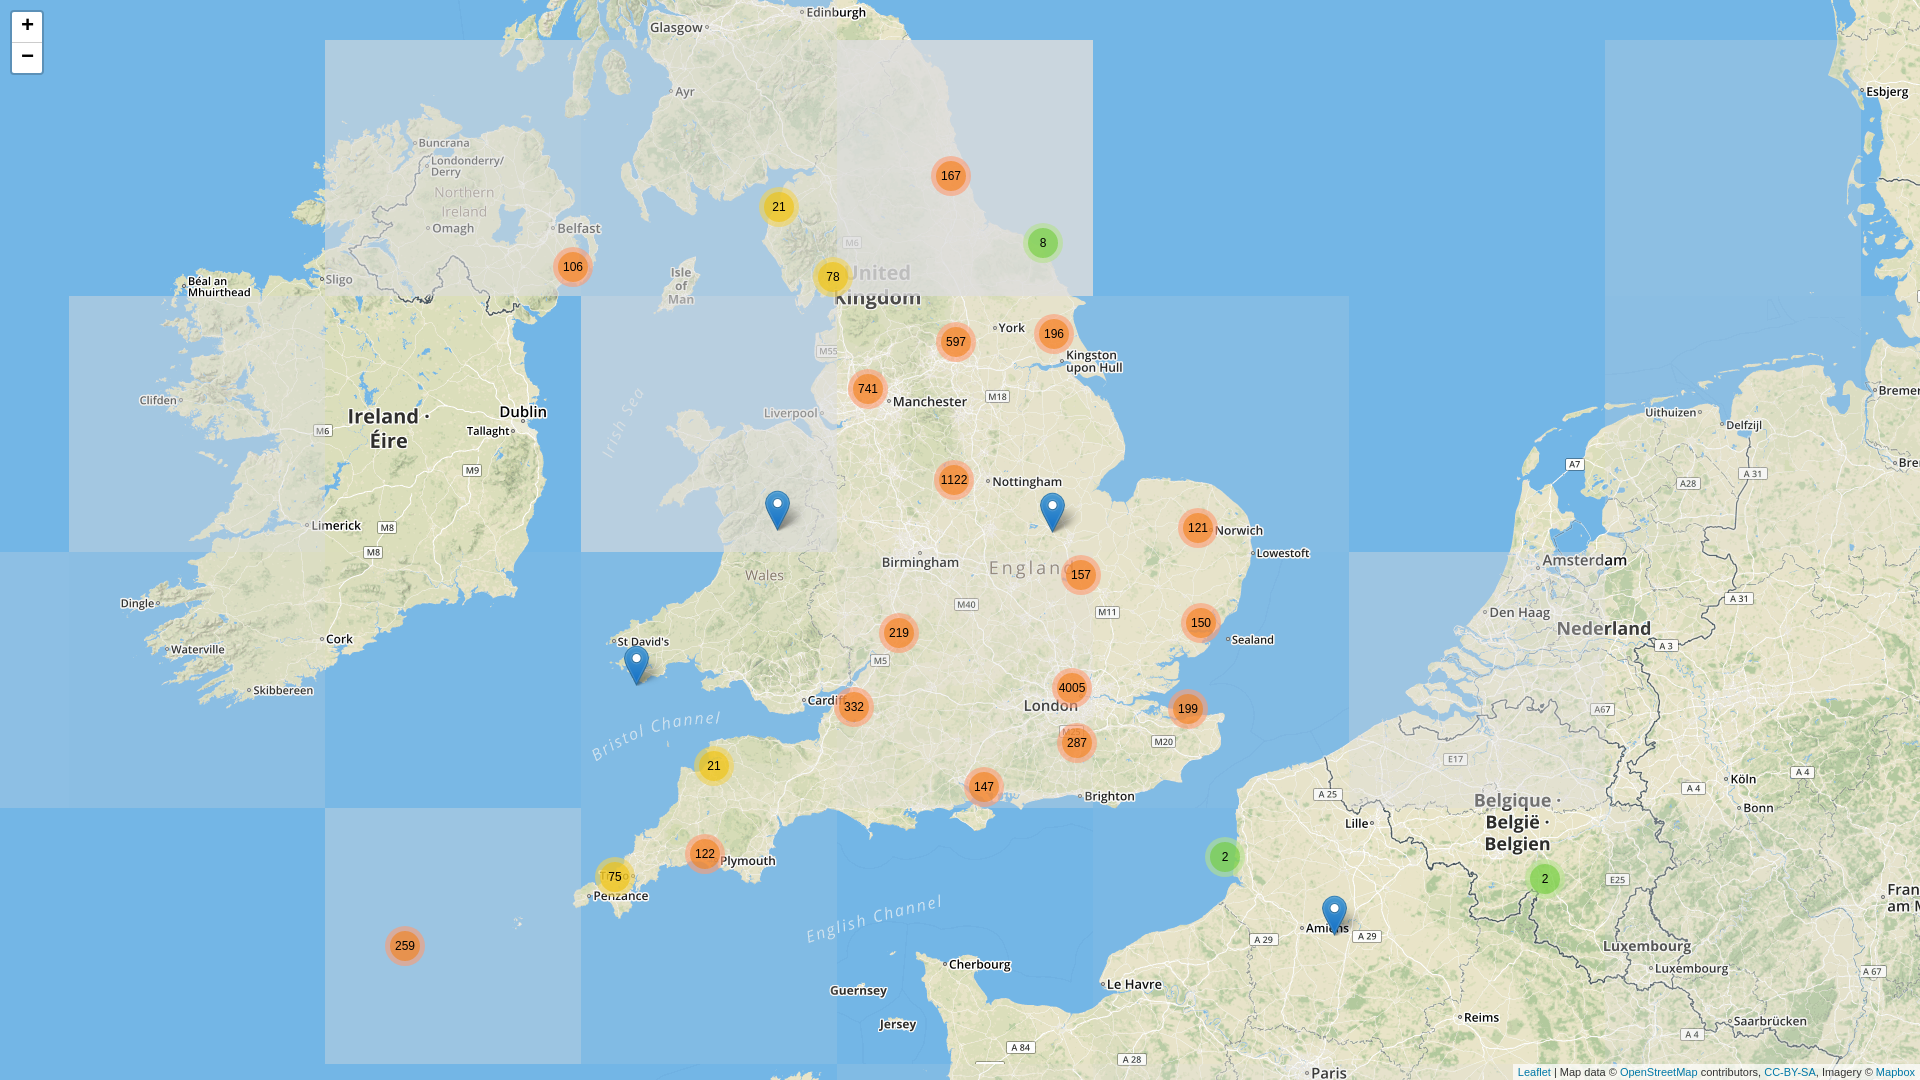 +
−
Glasgow
Edinburgh
Ayr
Esbjerg
Buncrana
Londonderry/
Derry
Northern
Ireland
Omagh
Belfast
167
21
8
M6
106
78
United
Kingdom
Isle
of
Man
Sligo
Béal an
Mhuirthead
York
196
597
M55
Kingston
upon Hull
741
Manchester
M18
Clifden
Irish Sea
Liverpool
Ireland ·
Éire
Dublin
Tallaght
M6
M9
Bremer
Uithuizen
Delfzijl
A7
A 31
A28
1122
Nottingham
Limerick
M8
M8
121
Norwich
Lowestoft
Birmingham
England
157
Wales
Amsterdam
A 31
Dingle
M40
M11
Den Haag
Nederland
150
219
Sealand
St David's
Cork
Waterville
M5
A 3
Skibbereen
4005
London
Cardiff
332
199
A67
Bristol Channel
287
M20
E17
21
147
Brighton
A 25
Köln
A 4
A 4
Bonn
Belgique ·
België ·
Belgien
Lille
122
Plymouth
2
75
Penzance
2
E25
English Channel
259
Amiens
A 29
A 29
Luxembourg
Luxembourg
A 67
Cherbourg
Guernsey
Le Havre
Jersey
Reims
Saarbrücken
A 4
A 84
A 28
Paris
Leaflet | Map data © OpenStreetMap contributors, CC-BY-SA, Imagery © Mapbox